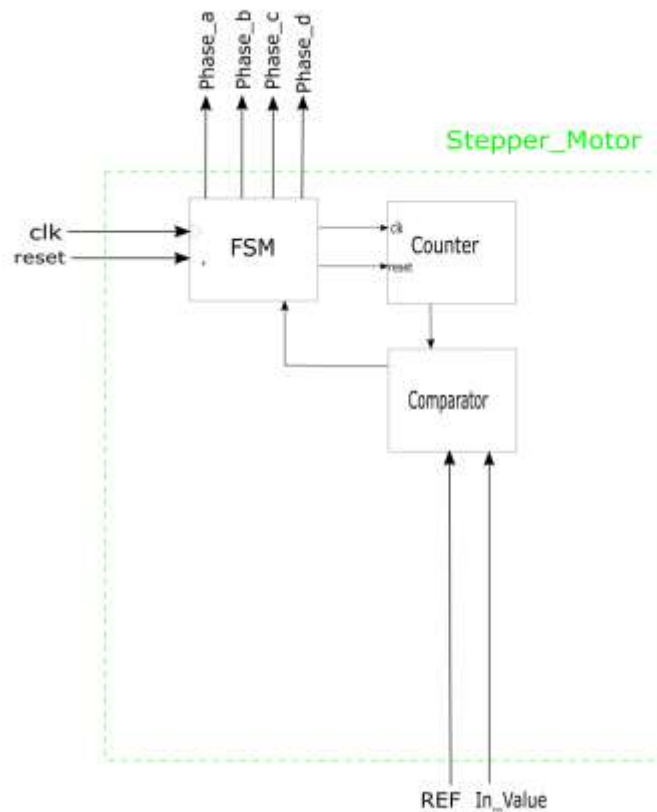 Phase_a
Phase_b
Phase_c
Phase_d
Stepper_Motor
clk
reset
FSM
clk
reset
Counter
Comparator
REF
In_Value